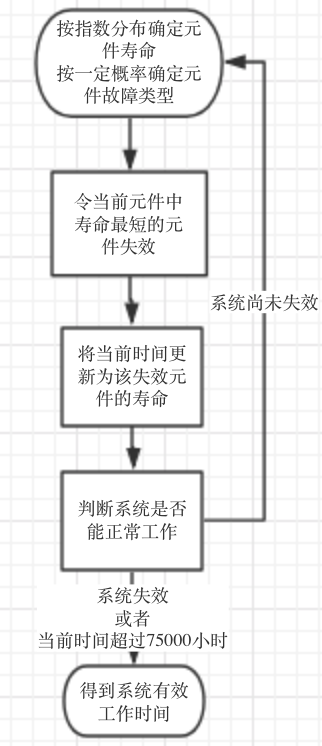 按指数分布确定元
件寿命
按一定概率确定元
件故障类型
令当前元件中
寿命最短的元
件失效
系统尚未失效
将当前时间更
新为该失效元
件的寿命
判断系统是否
能正常工作
系统失效
或者
当前时间超过75000小时
得到系统有效
工作时间